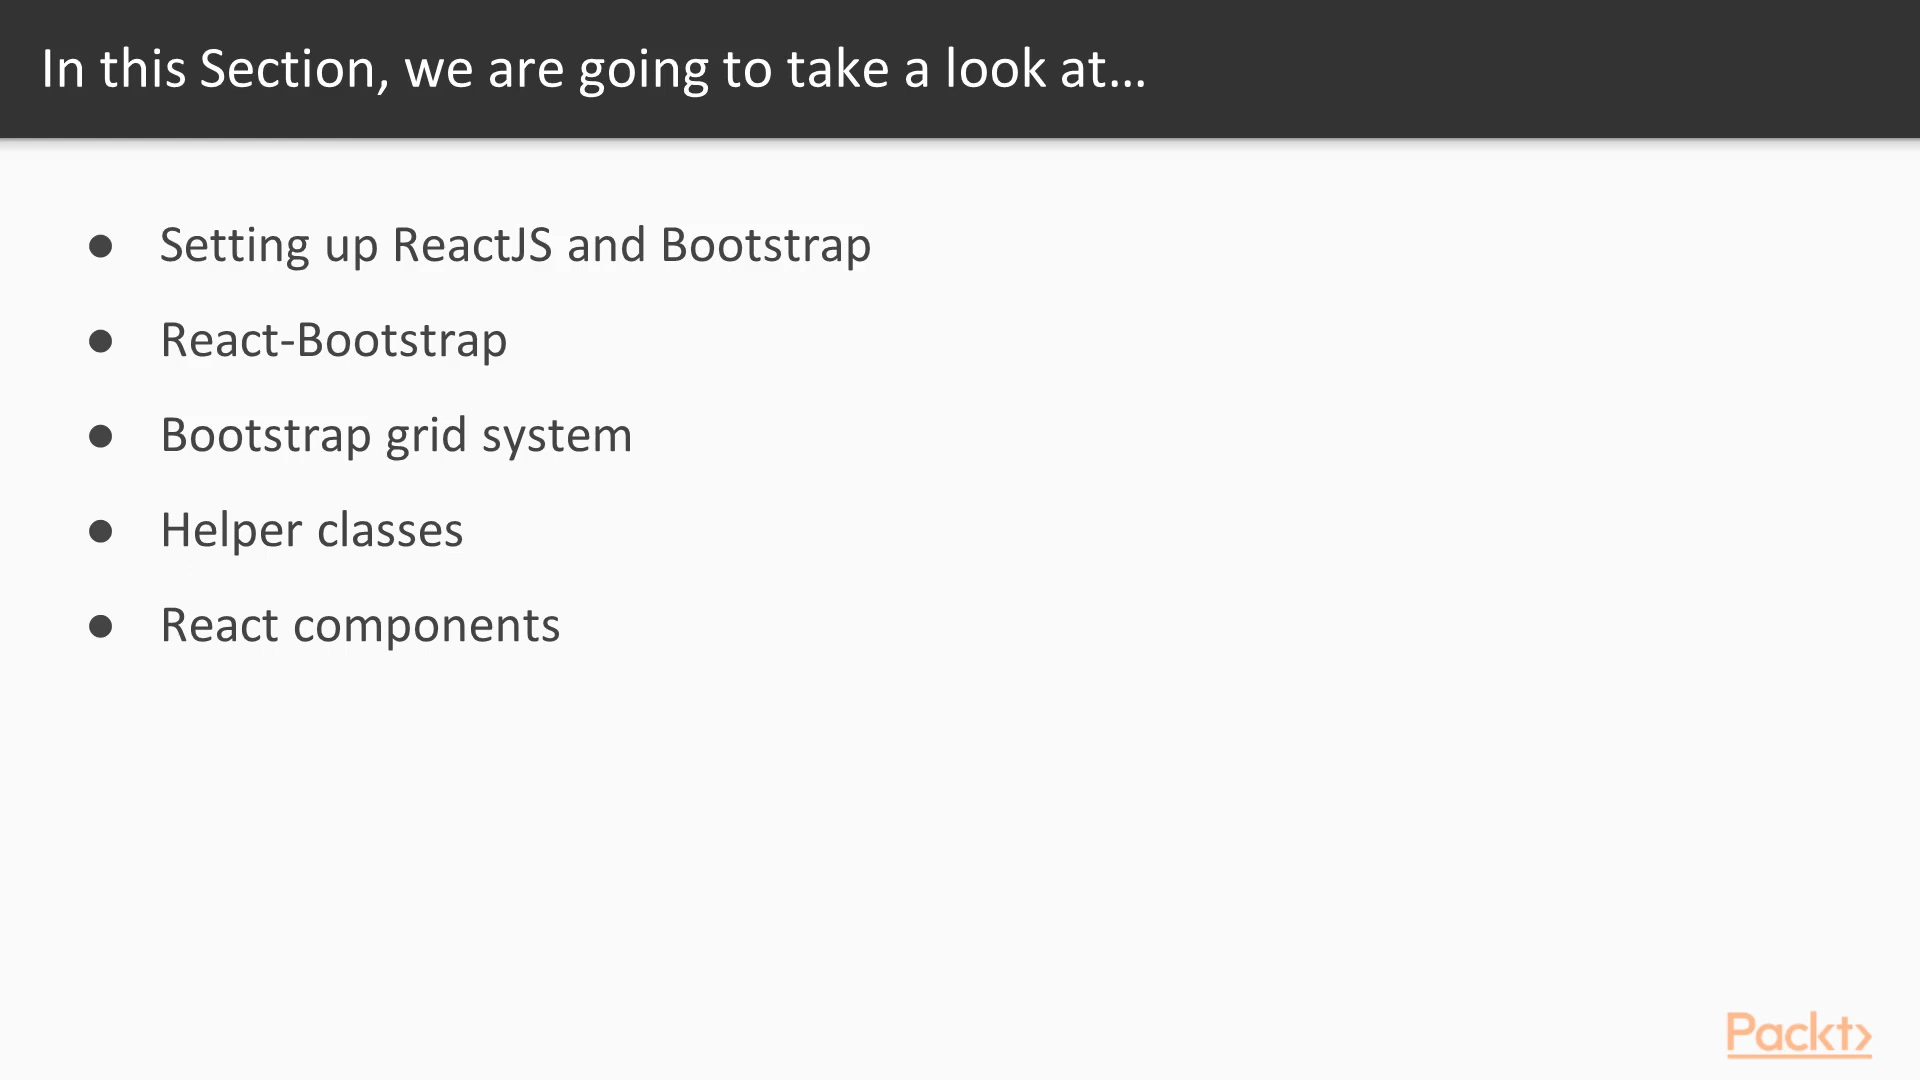 In this Section, we are going to take a look at...
● Setting up ReactJS and Bootstrap
● React-Bootstrap
● Bootstrap grid system
● Helper classes
● React components
Packt>